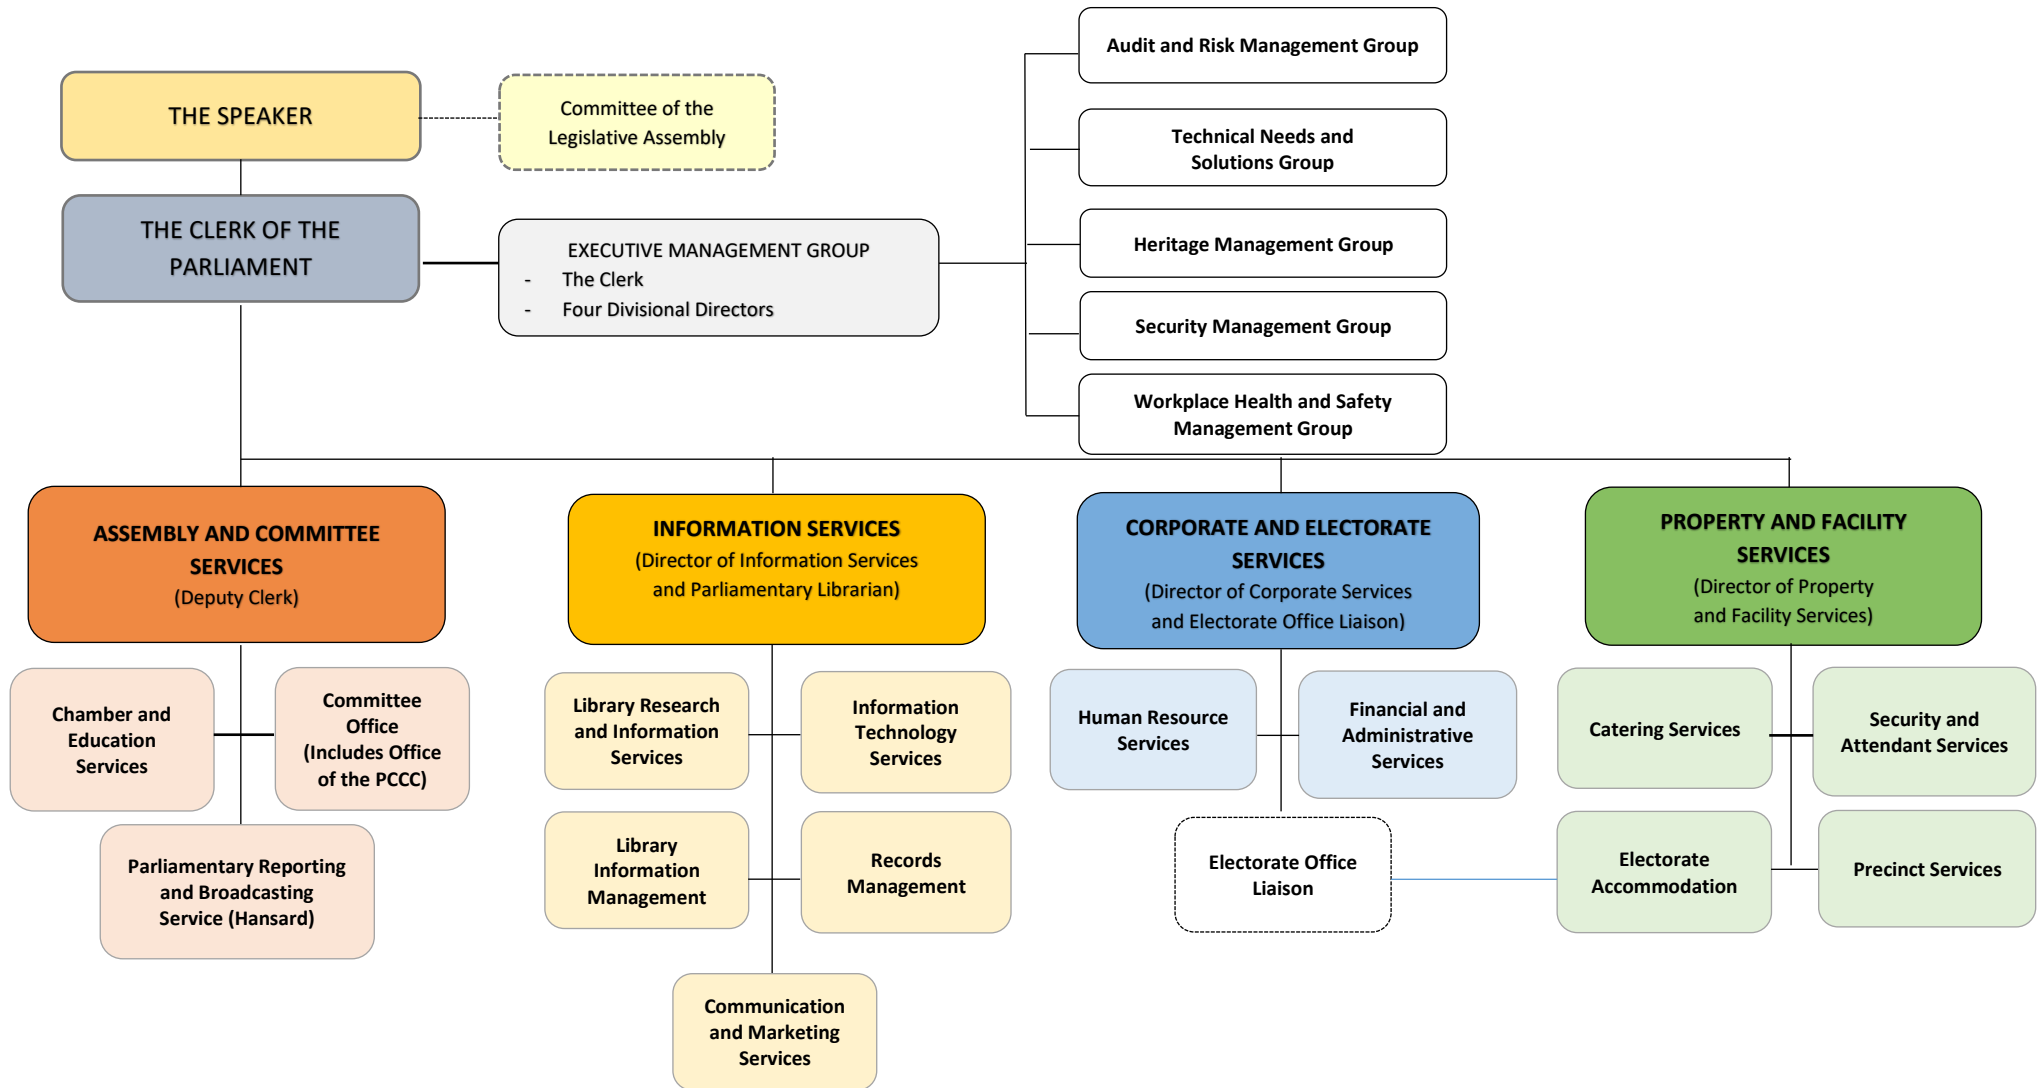 THE SPEAKER
Committee of the
Legislative Assembly
THE CLERK OF THE
PARLIAMENT
EXECUTIVE MANAGEMENT GROUP
- The Clerk
- Four Divisional Directors
Audit and Risk Management Group
Technical Needs and
Solutions Group
Heritage Management Group
Security Management Group
Workplace Health and Safety
Management Group
ASSEMBLY AND COMMITTEE
SERVICES
(Deputy Clerk)
Chamber and
Education
Services
Committee
Office
(Includes Office
of the PCCC)
Parliamentary Reporting
and Broadcasting
Service (Hansard)
INFORMATION SERVICES
(Director of Information Services
and Parliamentary Librarian)
Library Research
and Information
Services
Information
Technology
Services
Library
Information
Management
Records
Management
Communication
and Marketing
Services
CORPORATE AND ELECTORATE
SERVICES
(Director of Corporate Services
and Electorate Office Liaison)
Human Resource
Services
Financial and
Administrative
Services
Electorate Office
Liaison
PROPERTY AND FACILITY
SERVICES
(Director of Property
and Facility Services)
Catering Services
Security and
Attendant Services
Electorate
Accommodation
Precinct Services